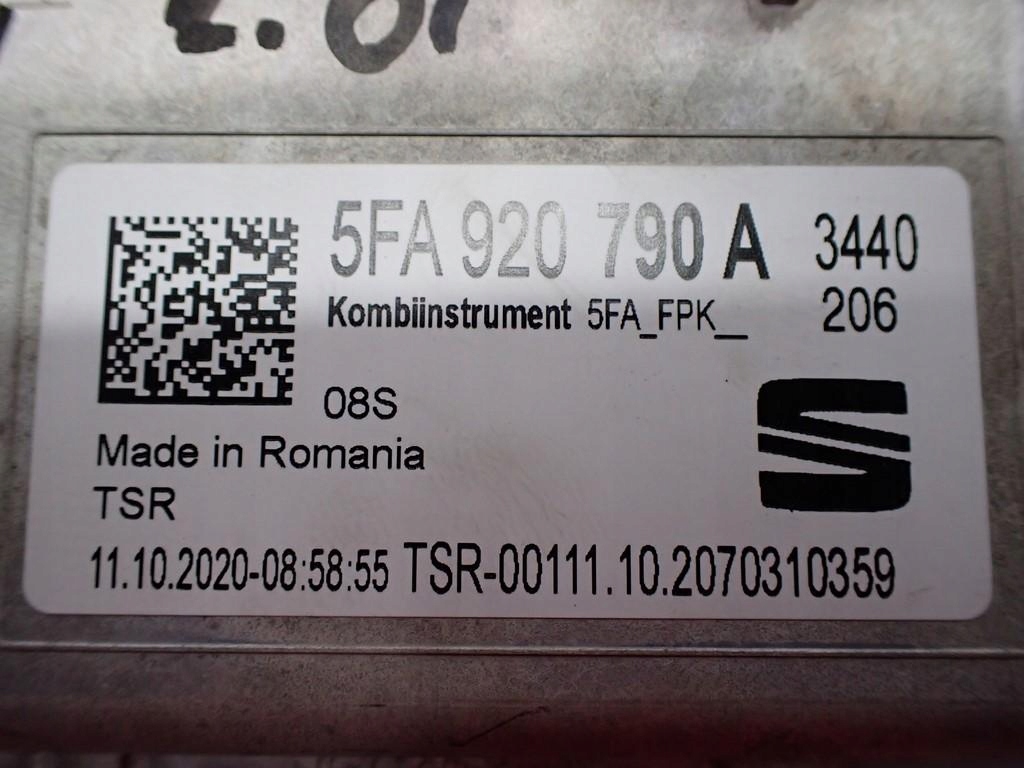 5FA 920 790 A 3440
Kombiinstrument 5FA_FPK__ 206
08S
Made in Romania
TSR
11.10.2020-08:58:55 TSR-00111.10.2070310359